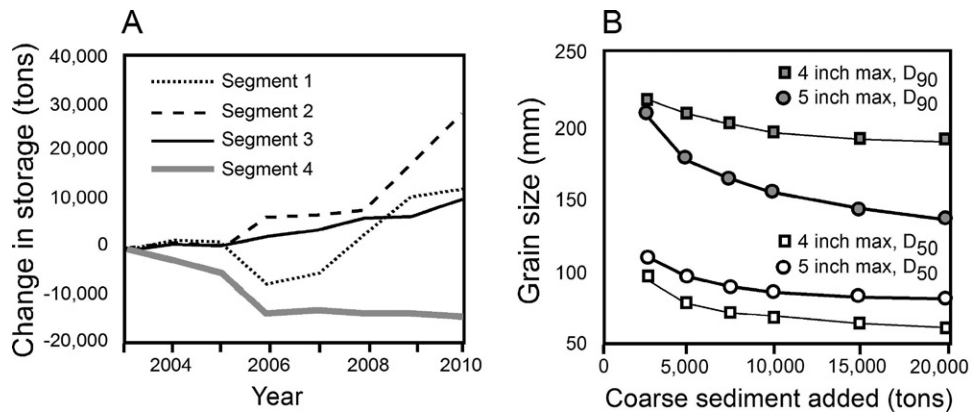 A
Change in storage (tons)
40,000
30,000
20,000
10,000
0
-10,000
-20,000
Segment 1
Segment 2
Segment 3
Segment 4
2004
2006
2008
2010
Year
B
Grain size (mm)
250
200
150
100
50
4 inch max, D90
5 inch max, D90
4 inch max, D50
5 inch max, D50
0
5,000
10,000
15,000
20,000
Coarse sediment added (tons)